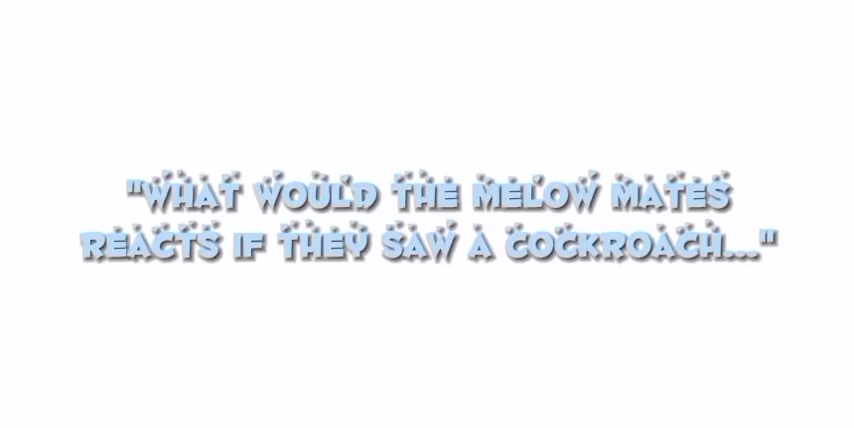 "WHAT WOULD THE MELOW MATES
REACTS IF THEY SAW A COCKROACH..."